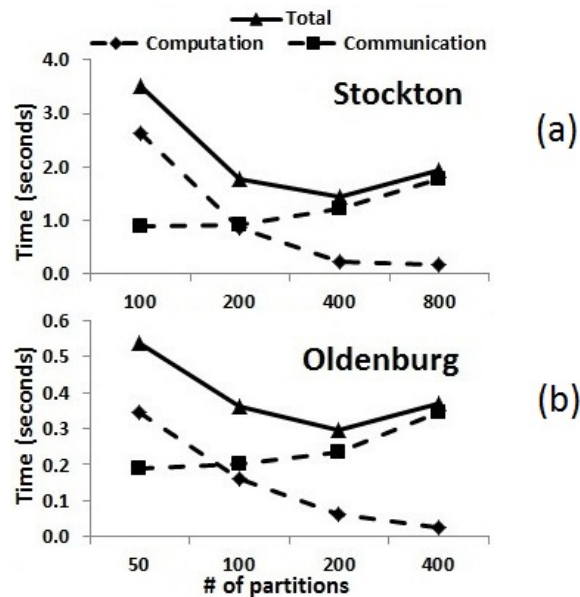 Total
Computation Communication
Stockton
(a)
Time (seconds)
4.0
3.0
2.0
1.0
0.0
100 200 400 800
Oldenburg
(b)
Time (seconds)
0.6
0.5
0.4
0.3
0.2
0.1
0.0
50 100 200 400
# of partitions